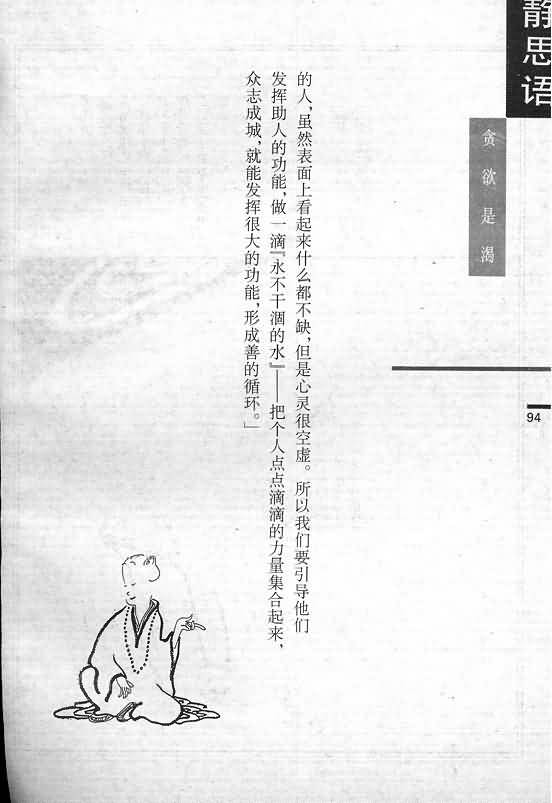 静思语
贪欲是渴
94
的人，虽然表面上看起来什么都不缺，但是心灵很空虚。所以我们要引导他们
发挥助人的功能，做一滴『永不干涸的水』——把个人点点滴滴的力量集合起来，
众志成城，就能发挥很大的功能，形成善的循环。」